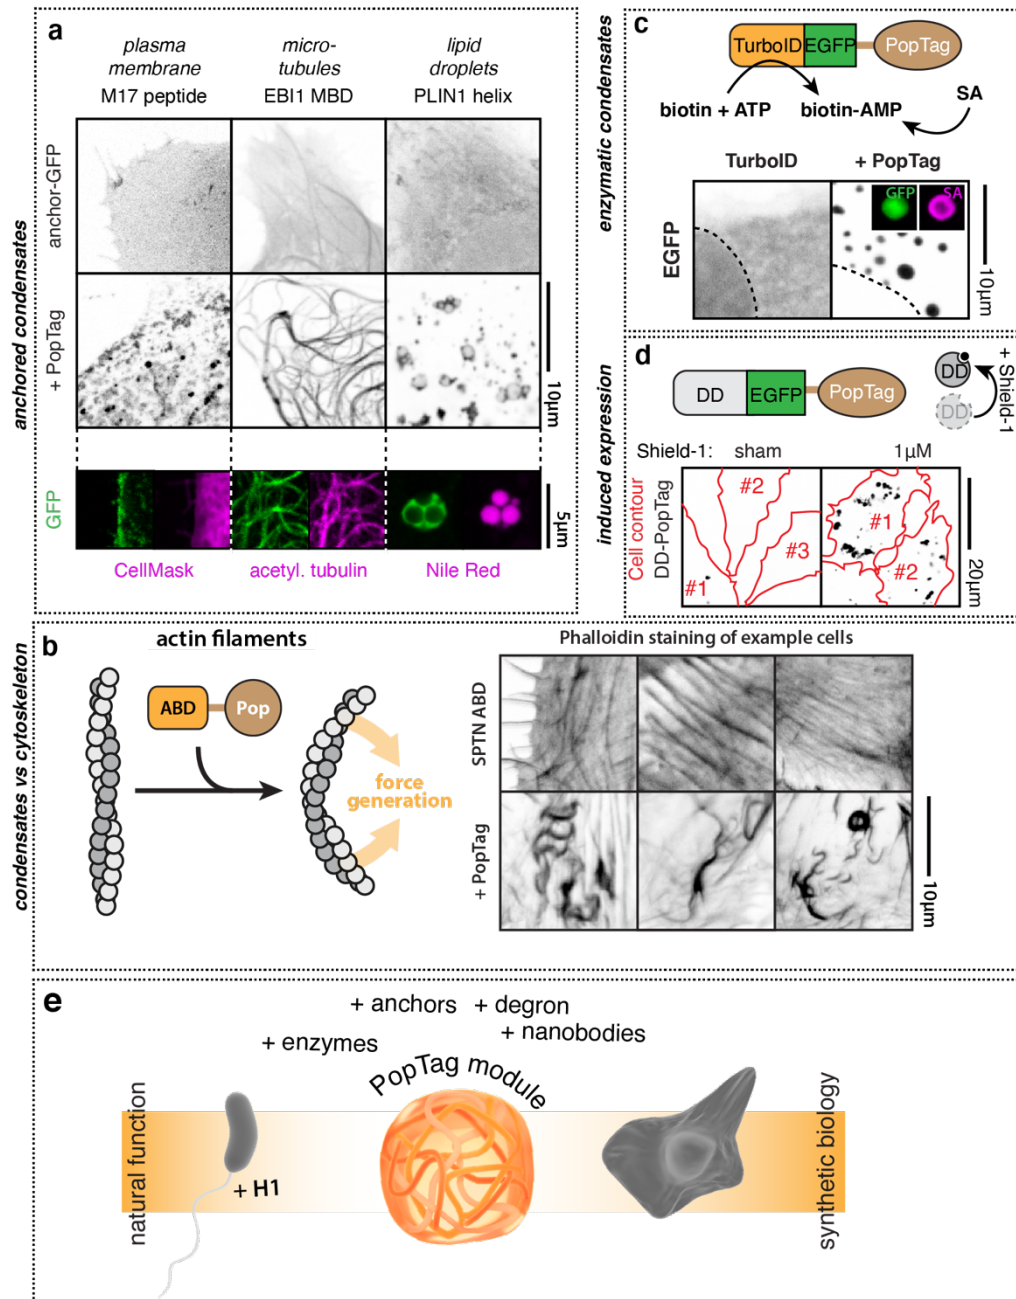 a
plasma
membrane
M17 peptide
micro-
tubules
EBI1 MBD
lipid
droplets
PLIN1 helix
anchored condensates
anchor-GFP
+ PopTag
10µm
GFP
5µm
CellMask
acetyl. tubulin
Nile Red
c
enzymatic condensates
TurboID
EGFP
PopTag
biotin + ATP
biotin-AMP
SA
TurboID
+ PopTag
EGFP
GFP
SA
10µm
d
induced expression
DD
EGFP
PopTag
DD
DD
+ Shield-1
Shield-1:
sham
1µM
Cell contour
DD-PopTag
#1
#2
#3
#1
#2
20µm
b
condensates vs cytoskeleton
actin filaments
ABD
Pop
force
generation
Phalloidin staining of example cells
SPTN ABD
+ PopTag
10µm
e
+ anchors
+ degron
+ nanobodies
+ enzymes
PopTag module
natural function
+ H1
synthetic biology